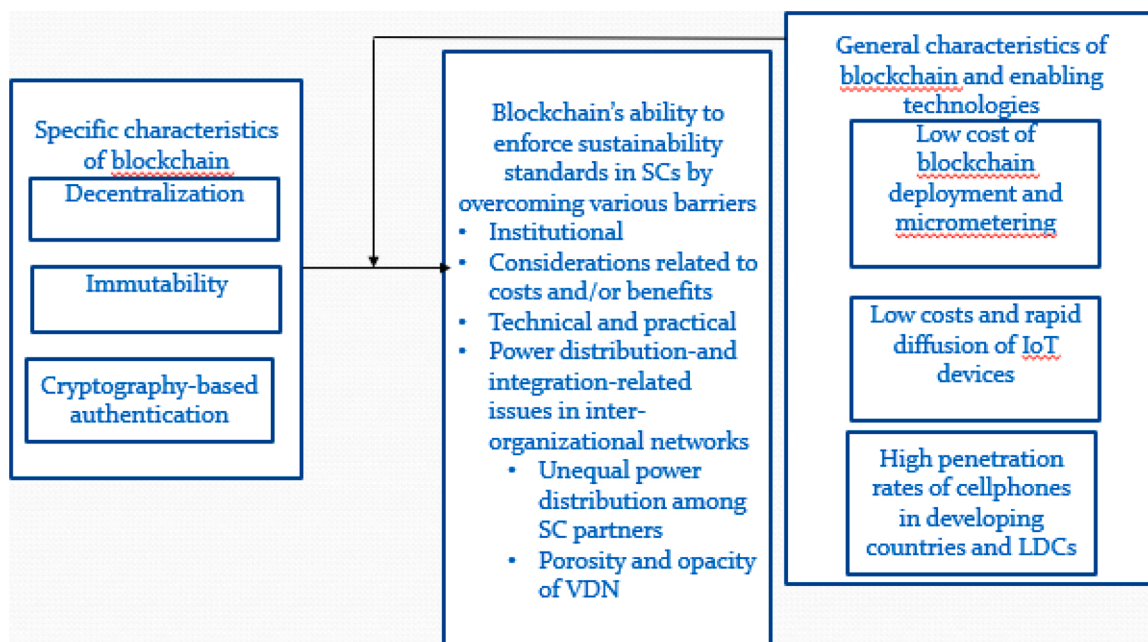 Specific characteristics
of blockchain
Decentralization
Immutability
Cryptography-based
authentication
Blockchain's ability to
enforce sustainability
standards in SCs by
overcoming various barriers
• Institutional
• Considerations related to
costs and/or benefits
• Technical and practical
• Power distribution-and
integration-related
issues in inter-
organizational networks
• Unequal power
distribution among
SC partners
• Porosity and opacity
of VDN
General characteristics of
blockchain and enabling
technologies
Low cost of
blockchain
deployment and
micrometering
Low costs and rapid
diffusion of IoT
devices
High penetration
rates of cellphones
in developing
countries and LDCs